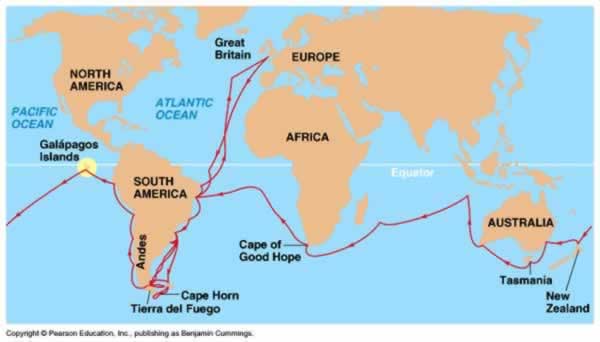 Great
Britain
EUROPE
NORTH
AMERICA
ATLANTIC
OCEAN
PACIFIC
OCEAN
AFRICA
Galápagos
Islands
Equator
SOUTH
AMERICA
AUSTRALIA
Andes
Cape of
Good Hope
Tasmania
Cape Horn
New
Zealand
Tierra del Fuego
Copyright © Pearson Education, Inc., publishing as Benjamin Cummings.